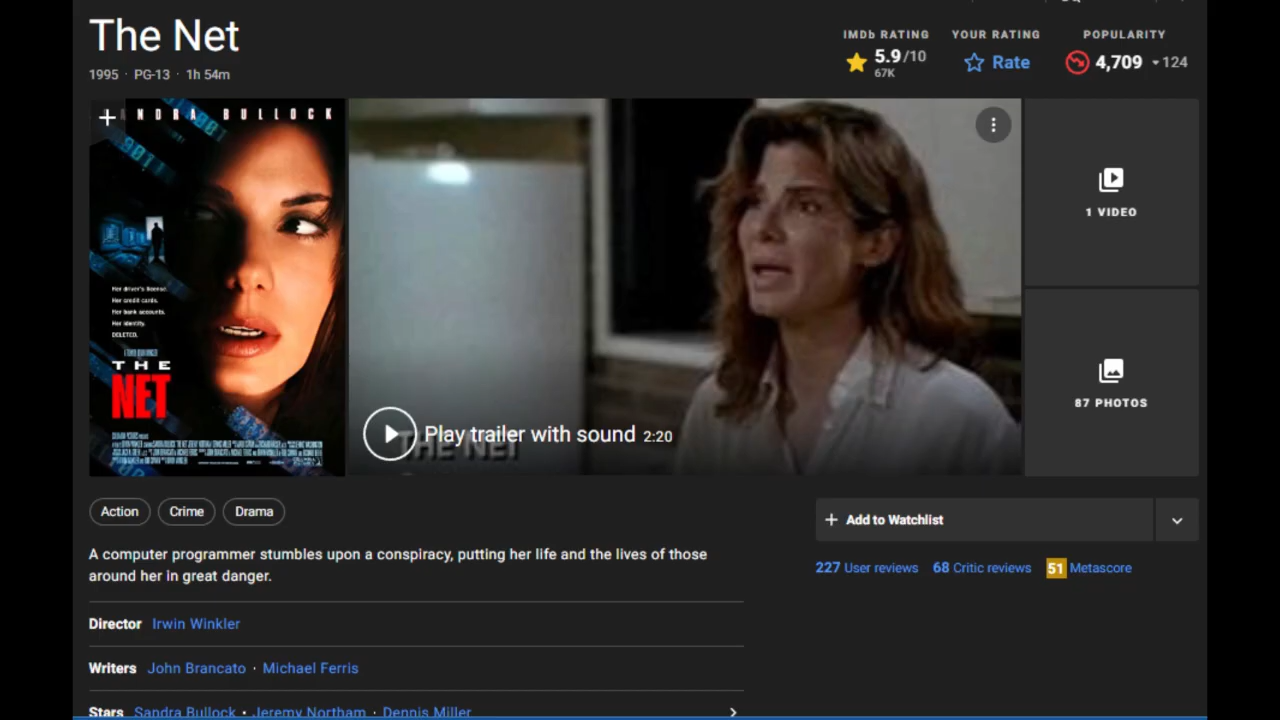 The Net
1995 · PG-13 · 1h 54m
IMDb RATING
5.9/10
67K
YOUR RATING
Rate
POPULARITY
4,709
124
NDRA BULLOCK
Her driver's license.
Her credit cards.
Her bank accounts.
Her identity.
DELETED.
THE
NET
THE NET
Play trailer with sound 2:20
1 VIDEO
87 PHOTOS
Action
Crime
Drama
A computer programmer stumbles upon a conspiracy, putting her life and the lives of those
around her in great danger.
Director Irwin Winkler
Writers John Brancato · Michael Ferris
Stars Sandra Bullock · Jeremy Northam · Dennis Miller
+ Add to Watchlist
227 User reviews 68 Critic reviews 51 Metascore